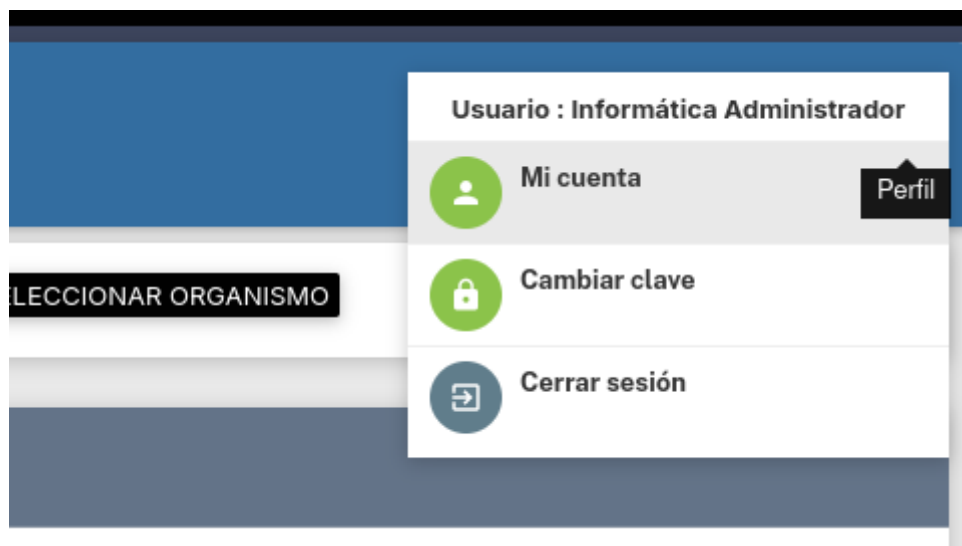 Usuario : Informática Administrador
Mi cuenta
Perfil
ELECCIONAR ORGANISMO
Cambiar clave
Cerrar sesión